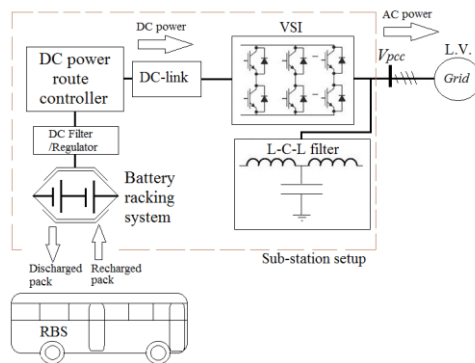 DC power
AC power
VSI
L.V.
Vpcc
Grid
DC power
route
controller
DC-link
DC Filter
/Regulator
L-C-L filter
Battery
racking
system
Discharged
pack
Recharged
pack
Sub-station setup
RBS